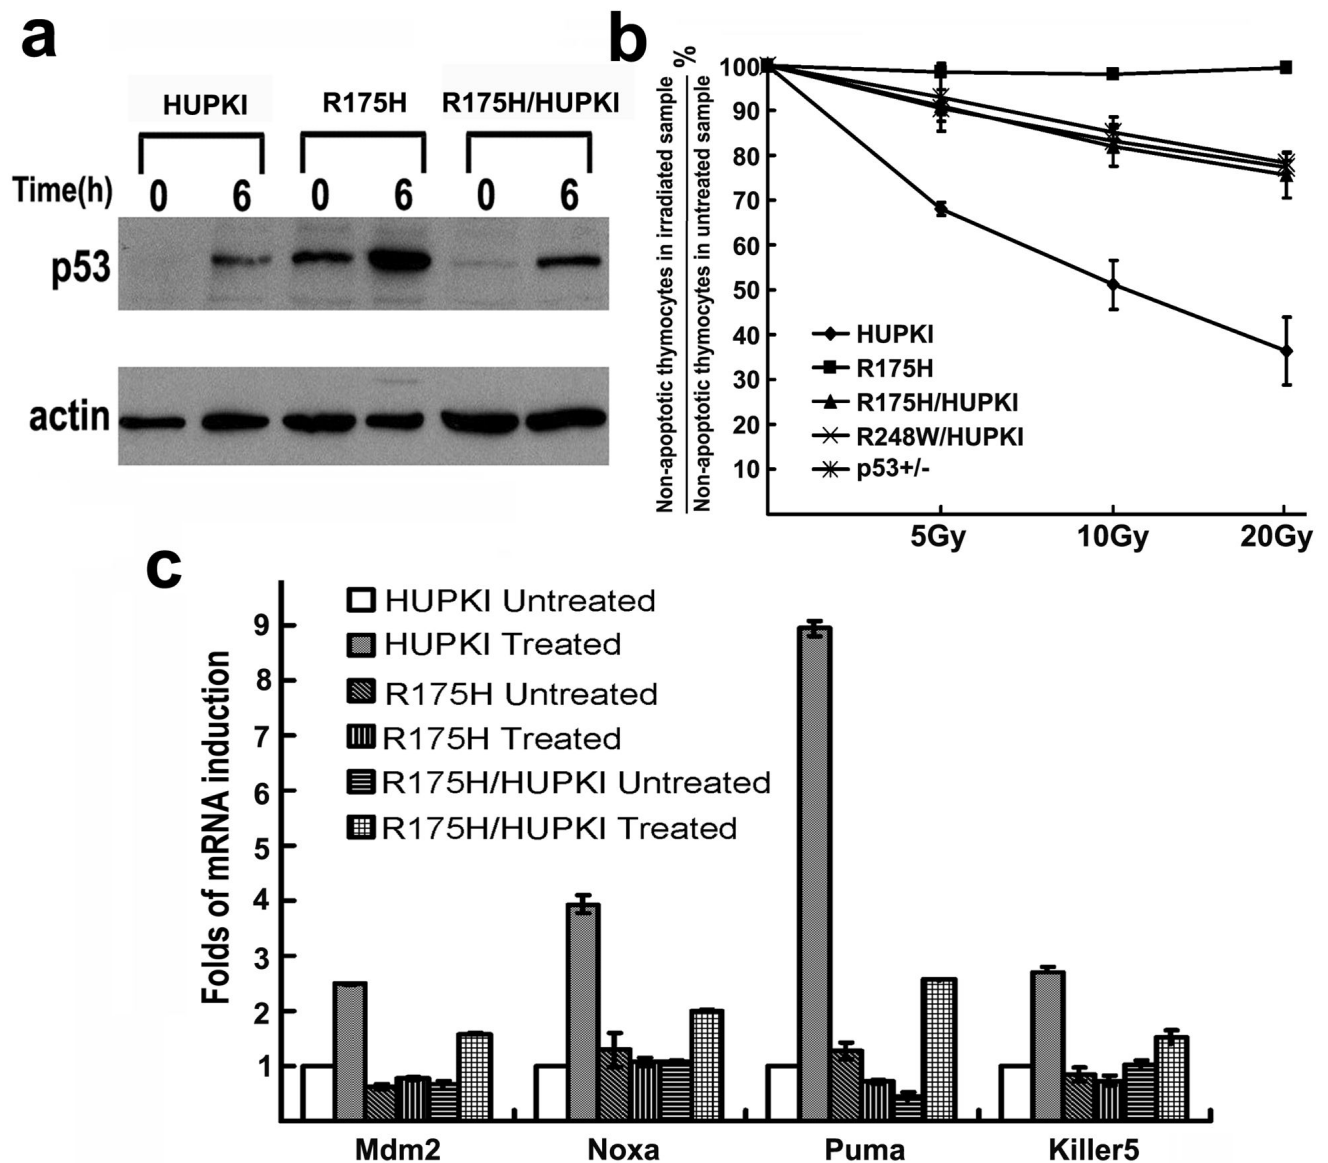 a
HUPKI R175H R175H/HUPKI
Time(h) 0 6 0 6 0 6
p53
actin
b
Non-apoptotic thymocytes in irradiated sample
Non-apoptotic thymocytes in untreated sample
%
100
90
80
70
60
50
40
30
20
10
HUPKI
R175H
R175H/HUPKI
R248W/HUPKI
p53+/-
5Gy 10Gy 20Gy
c
Folds of mRNA induction
9
8
7
6
5
4
3
2
1
HUPKI Untreated
HUPKI Treated
R175H Untreated
R175H Treated
R175H/HUPKI Untreated
R175H/HUPKI Treated
Mdm2 Noxa Puma Killer5